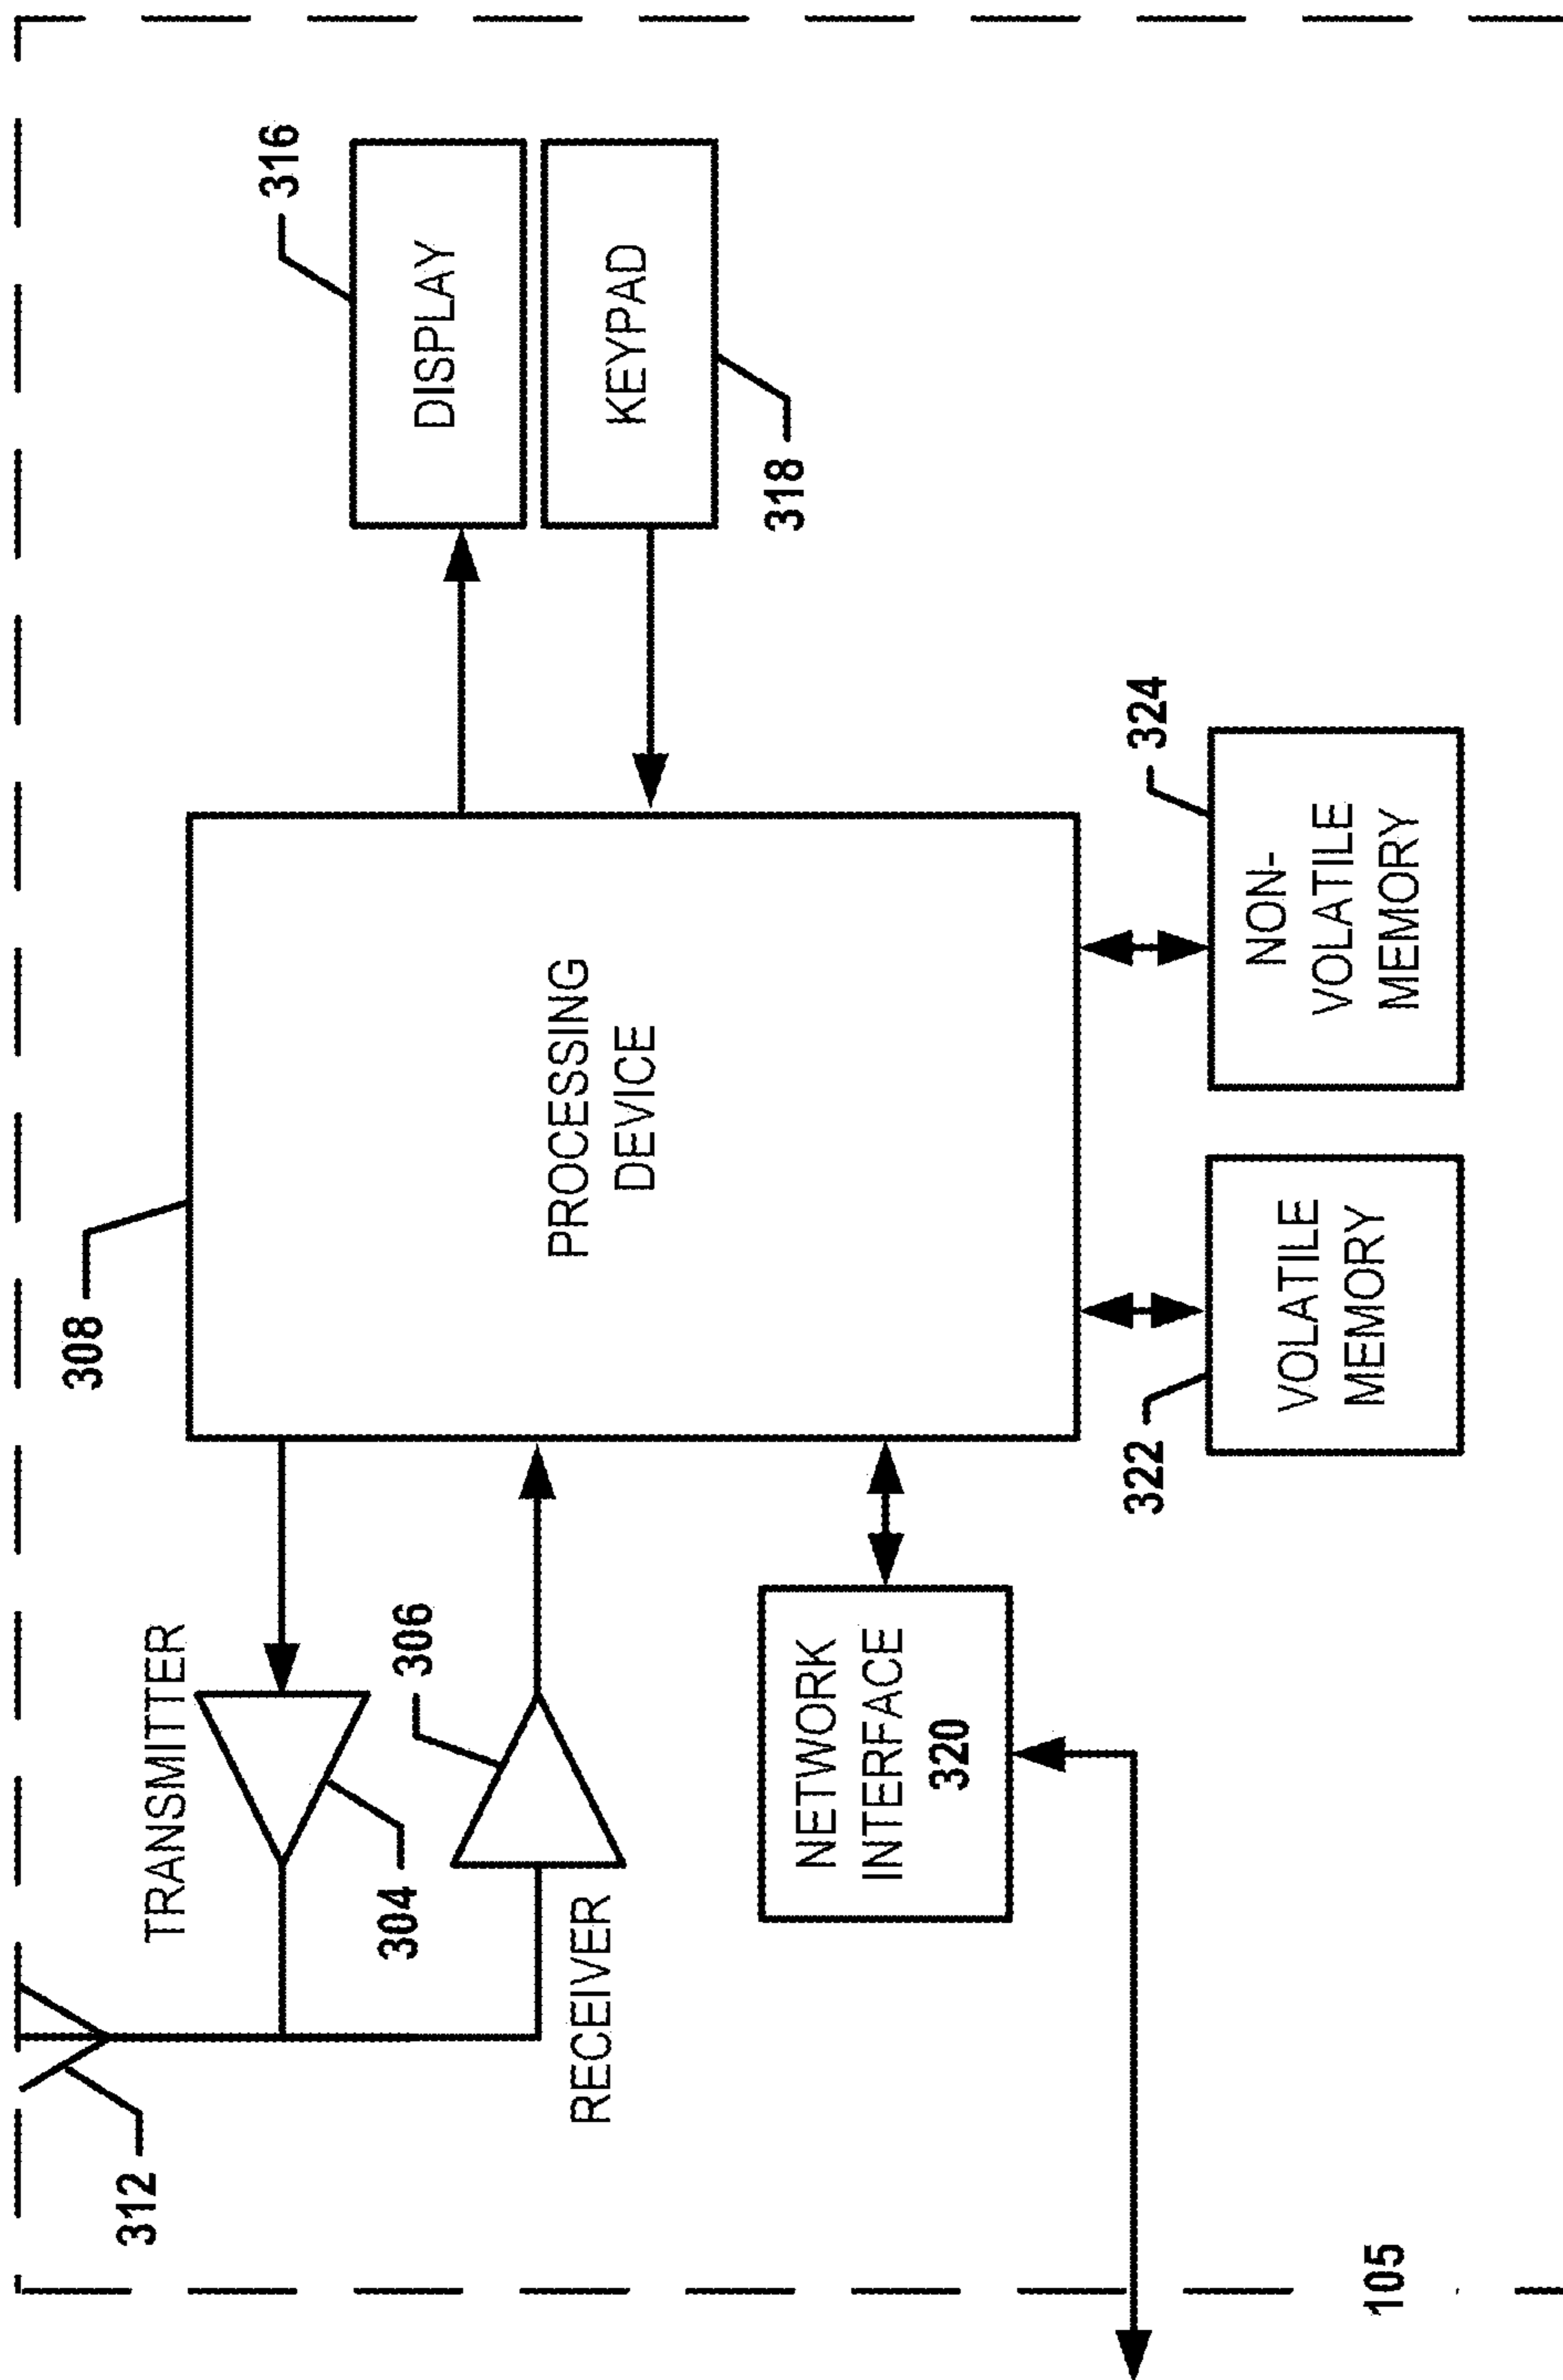 312
TRANSMITTER
304
306
RECEIVER
308
PROCESSING
DEVICE
316
DISPLAY
KEYPAD
318
NETWORK
INTERFACE
320
322
VOLATILE
MEMORY
324
NON-
VOLATILE
MEMORY
105